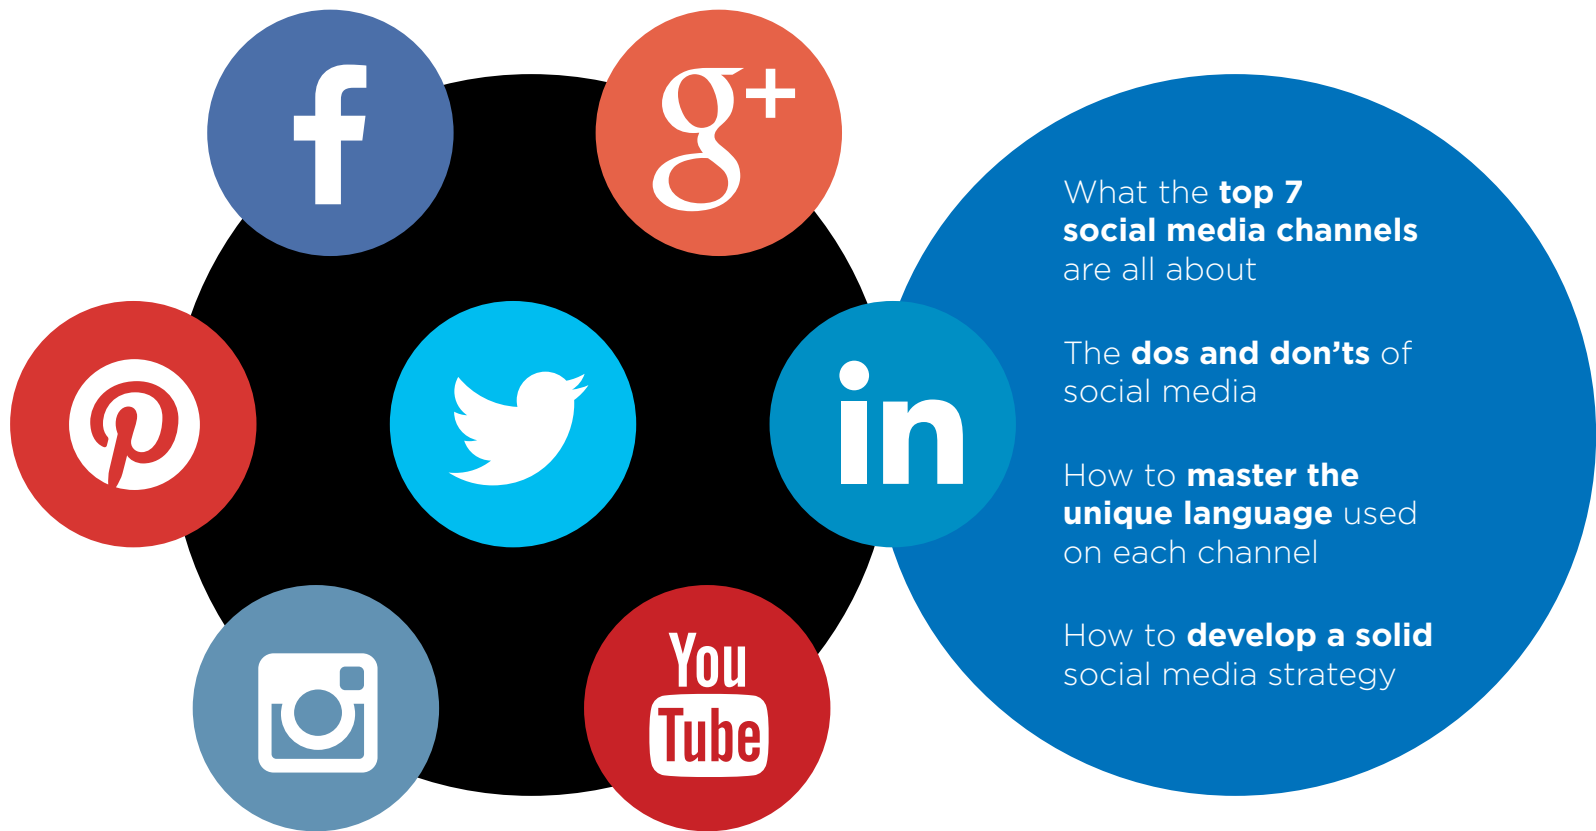 f
g+
in
You
Tube
What the top 7
social media channels
are all about
The dos and don’ts of
social media
How to master the
unique language used
on each channel
How to develop a solid
social media strategy